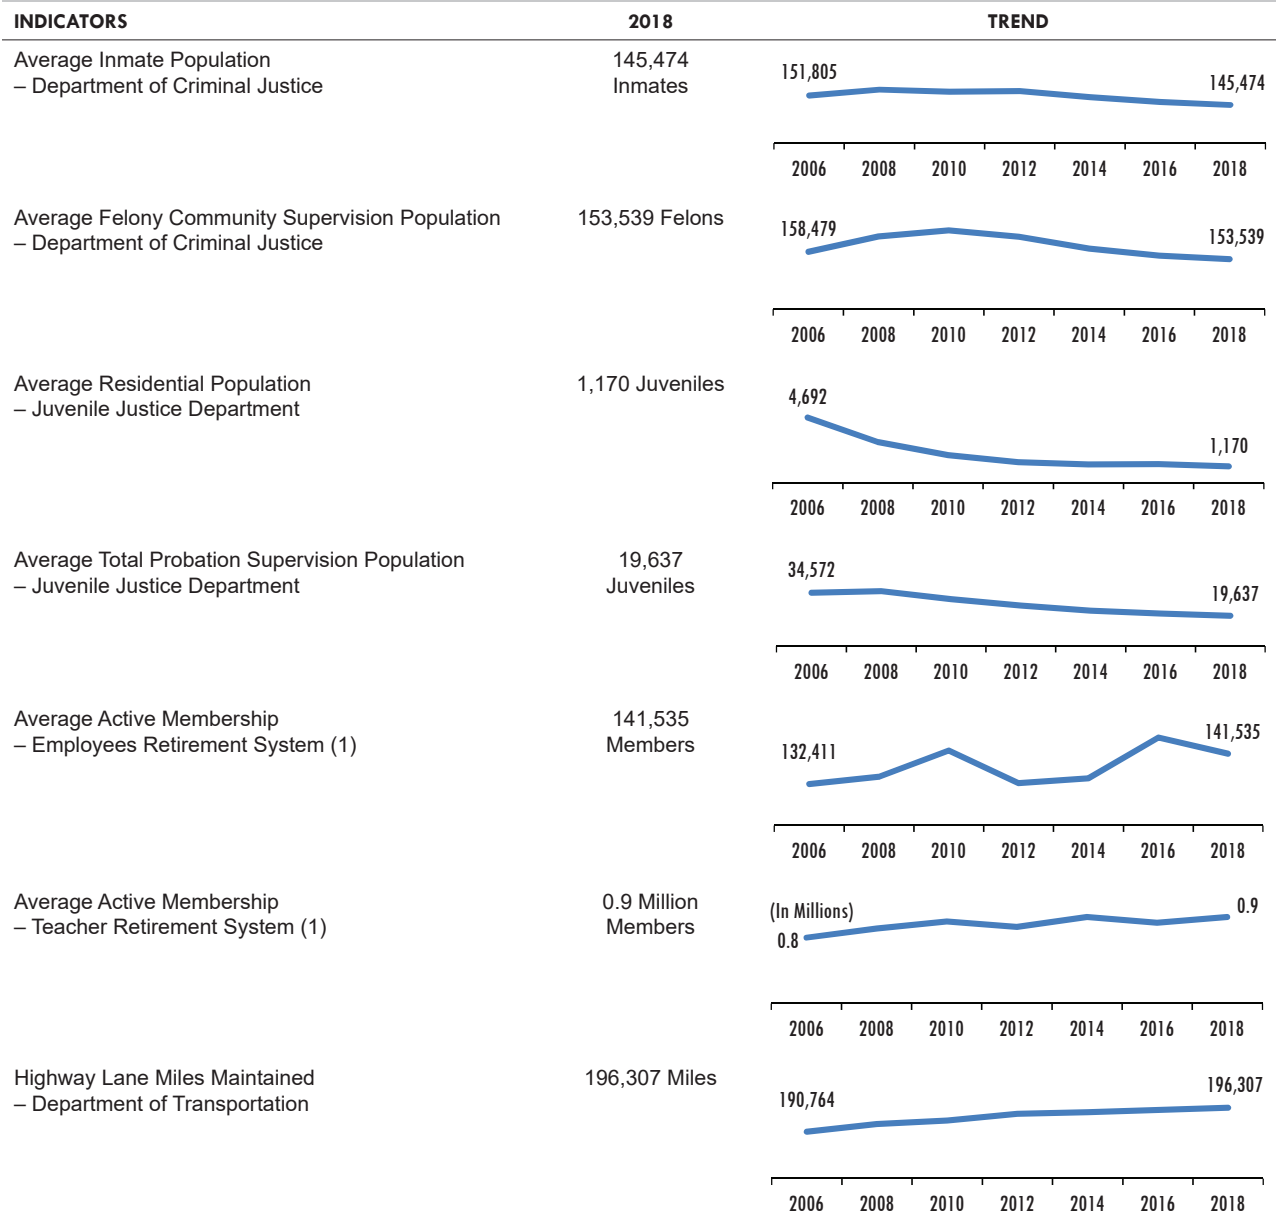 INDICATORS 2018 TREND
Average Inmate Population
– Department of Criminal Justice
145,474
Inmates
151,805
145,474
2006 2008 2010 2012 2014 2016 2018
Average Felony Community Supervision Population
– Department of Criminal Justice
153,539 Felons
158,479
153,539
2006 2008 2010 2012 2014 2016 2018
Average Residential Population
– Juvenile Justice Department
1,170 Juveniles
4,692
1,170
2006 2008 2010 2012 2014 2016 2018
Average Total Probation Supervision Population
– Juvenile Justice Department
19,637
Juveniles
34,572
19,637
2006 2008 2010 2012 2014 2016 2018
Average Active Membership
– Employees Retirement System (1)
141,535
Members
132,411
141,535
2006 2008 2010 2012 2014 2016 2018
Average Active Membership
– Teacher Retirement System (1)
0.9 Million
Members
(In Millions)
0.8
0.9
2006 2008 2010 2012 2014 2016 2018
Highway Lane Miles Maintained
– Department of Transportation
196,307 Miles
190,764
196,307
2006 2008 2010 2012 2014 2016 2018